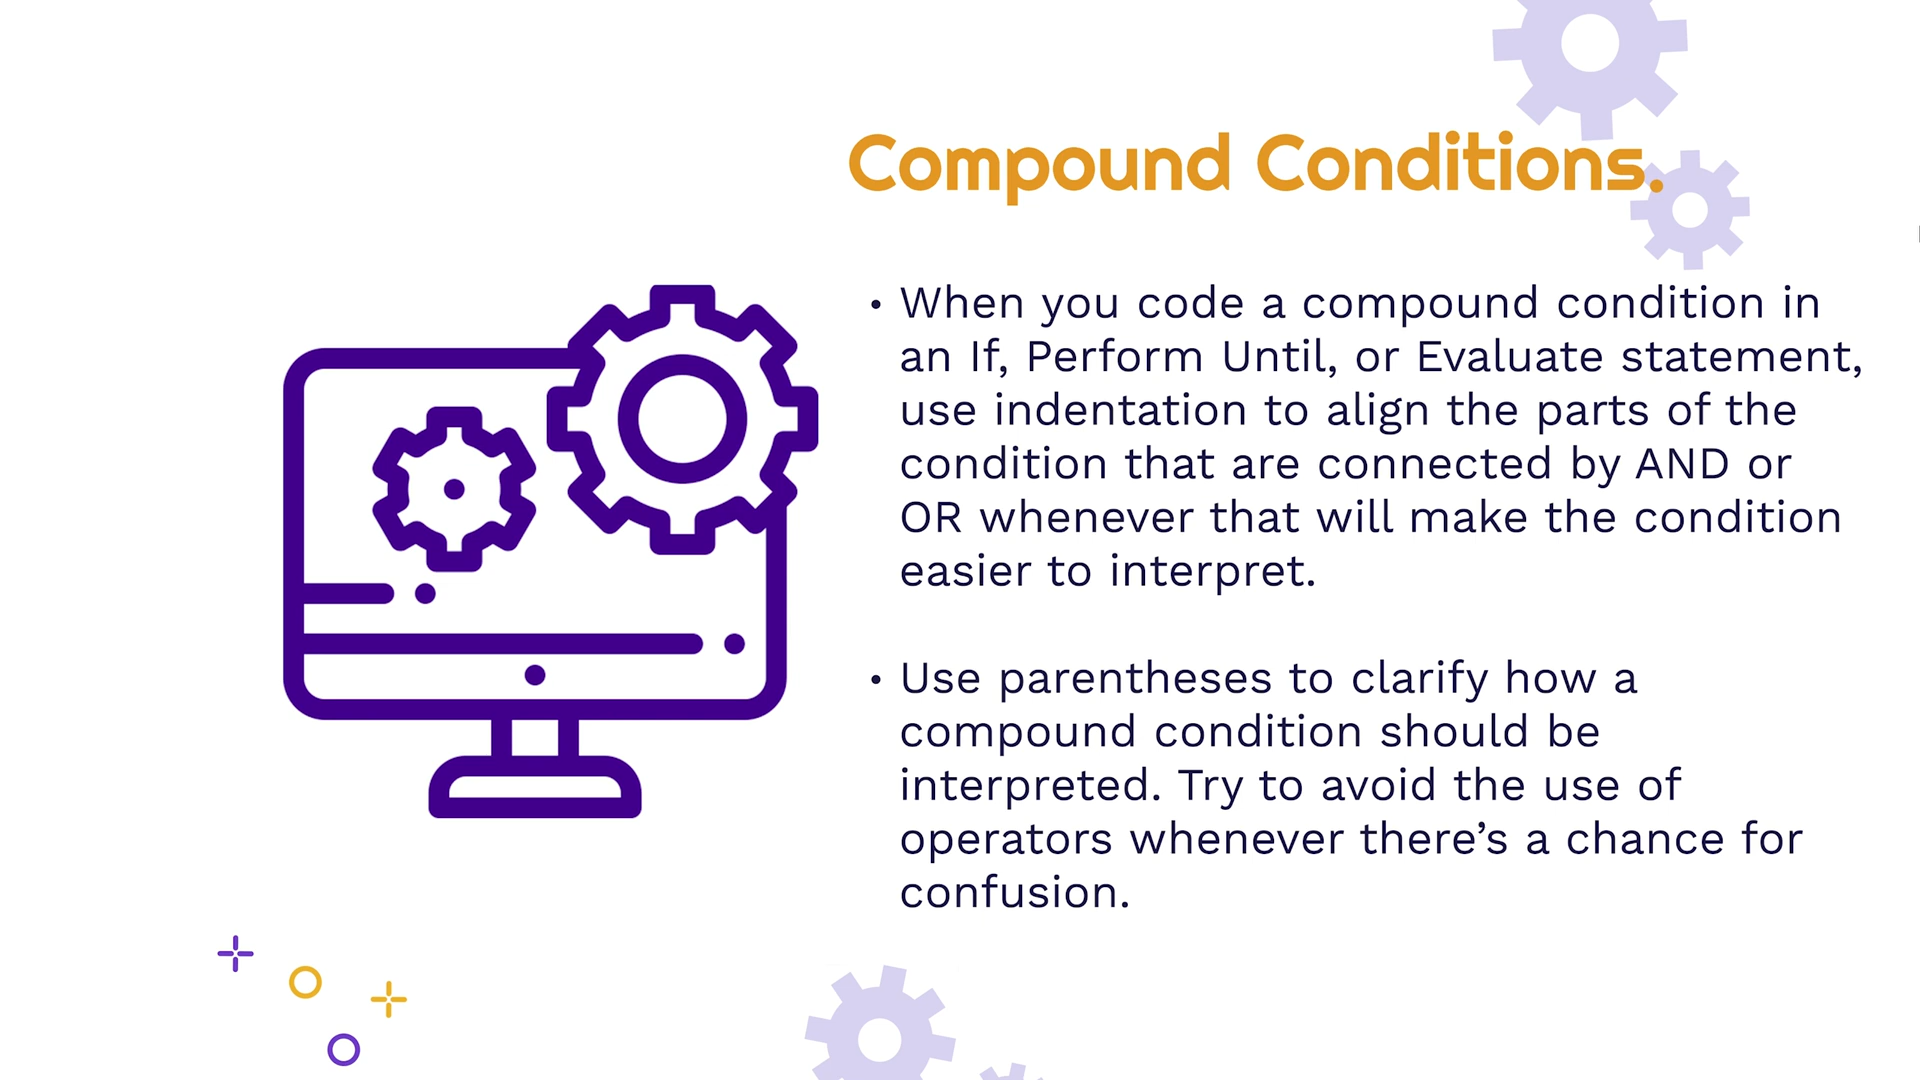 Compound Conditions.
• When you code a compound condition in
an If, Perform Until, or Evaluate statement,
use indentation to align the parts of the
condition that are connected by AND or
OR whenever that will make the condition
easier to interpret.
• Use parentheses to clarify how a
compound condition should be
interpreted. Try to avoid the use of
operators whenever there’s a chance for
confusion.